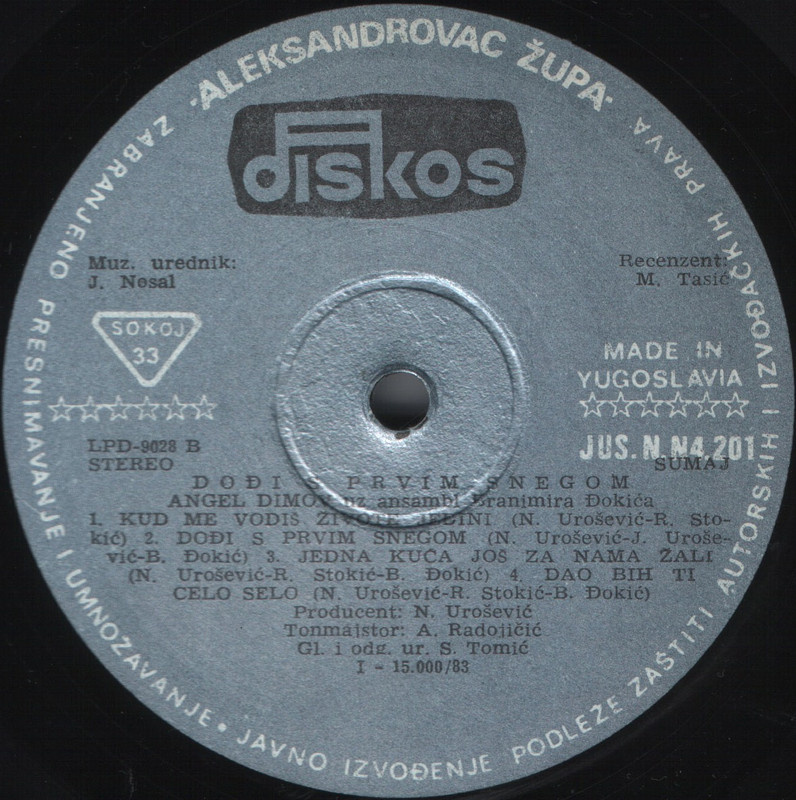 "ALEKSANDROVAC ŽUPA"
diskos
ZABRANJENO PRESNIMAVANJE I UMNOŽAVANJE • JAVNO IZVOĐENJE PODLEŽE ZAŠTITI AUTORSKIH I IZVOĐAČKIH PRAVA
Muz. urednik:
J. Nosal
Recenzent:
M. Tasić
SOKOJ
33
MADE IN
YUGOSLAVIA
LPD-9028 B
STEREO
JUS. N. N4.201
SUMAJ
DOĐI S PRVIM SNEGOM
ANGEL DIMOV uz ansambl Branimira Đokića
1. KUD ME VODIŠ ŽIVOTE JEDINI (N. Urošević-R. Sto-
kić) 2. DOĐI S PRVIM SNEGOM (N. Urošević-J. Uroše-
vić-B. Đokić) 3. JEDNA KUĆA JOŠ ZA NAMA ŽALI
(N. Urošević-R. Stokić-B. Đokić) 4. DAO BIH TI
CELO SELO (N. Urošević-R. Stokić-B. Đokić)
Producent: N. Urošević
Tonmajstor: A. Radojičić
Gl. i odg. ur. S. Tomić
I - 15.000/83